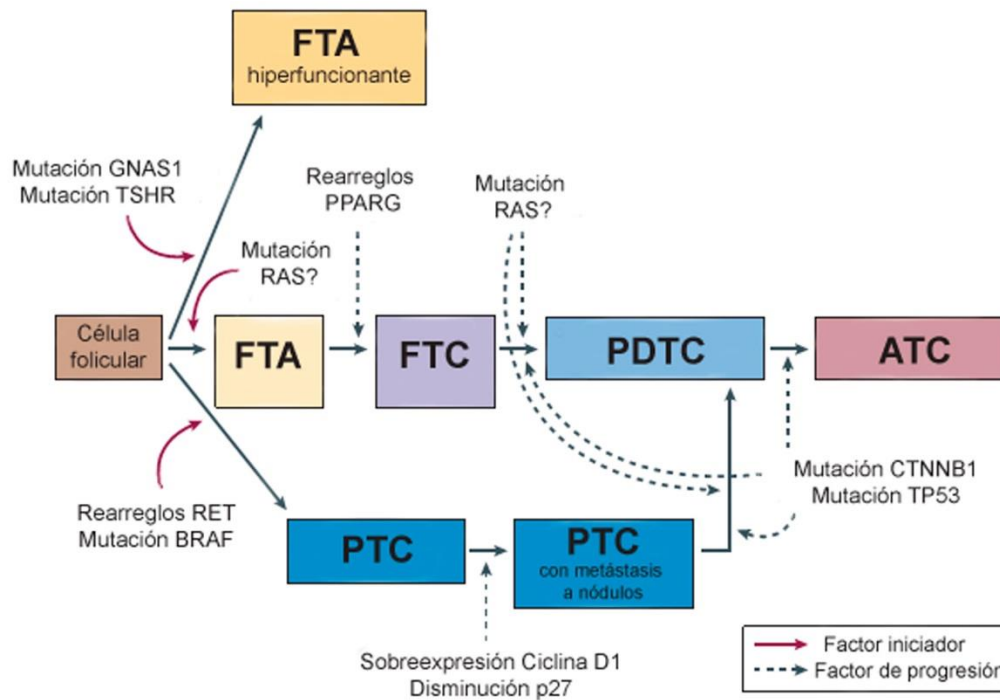 FTA
hiperfuncionante
Mutación GNAS1
Mutación TSHR
Rearreglos
PPARG
Mutación
RAS?
Mutación
RAS?
Célula
folicular
FTA
FTC
PDTC
ATC
Mutación CTNNB1
Mutación TP53
Rearreglos RET
Mutación BRAF
PTC
PTC
con metástasis
a nódulos
Sobreexpresión Ciclina D1
Disminución p27
Factor iniciador
Factor de progresión